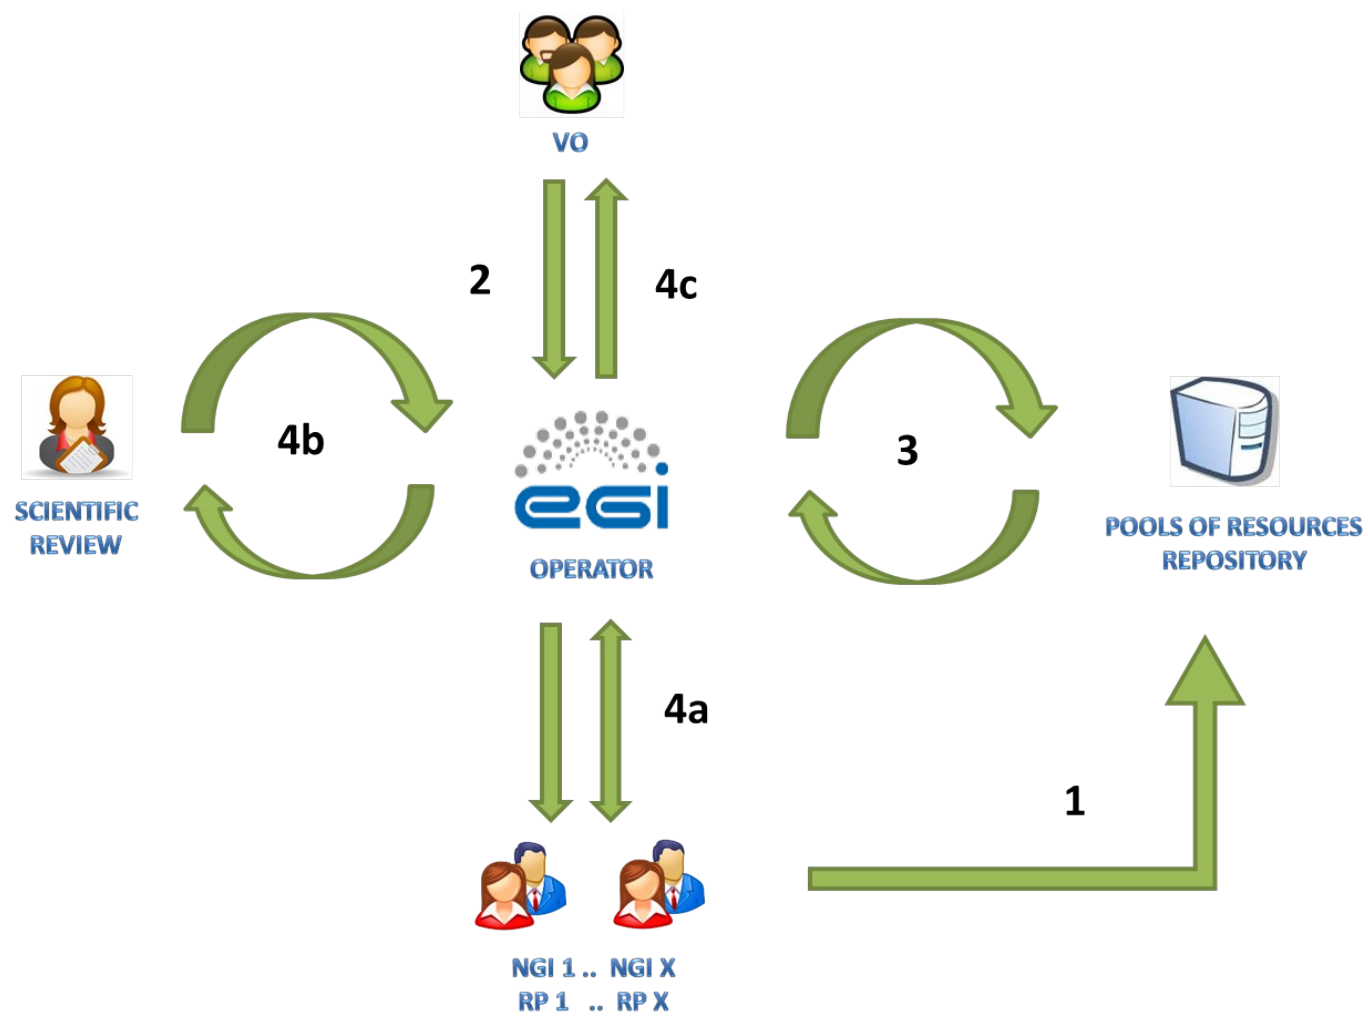 VO
2
4c
4b
3
SCIENTIFIC
REVIEW
egi
OPERATOR
POOLS OF RESOURCES
REPOSITORY
4a
1
NGI 1 .. NGI X
RP 1 .. RP X